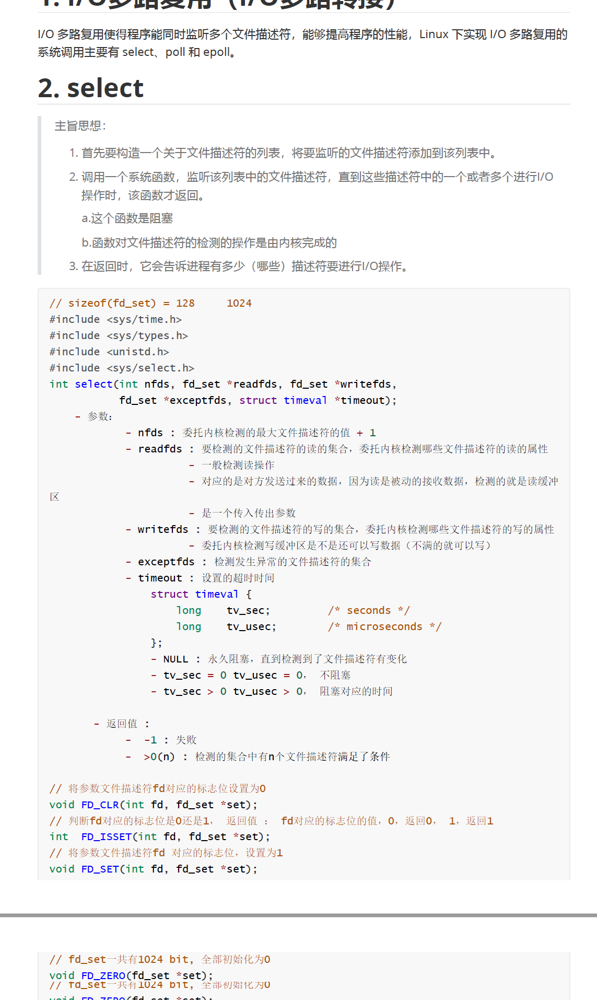 1. I/O多路复用（I/O多路转接）
I/O 多路复用使得程序能同时监听多个文件描述符，能够提高程序的性能，Linux 下实现 I/O 多路复用的
系统调用主要有 select、poll 和 epoll。
2. select
主旨思想：
1. 首先要构造一个关于文件描述符的列表，将要监听的文件描述符添加到该列表中。
2. 调用一个系统函数，监听该列表中的文件描述符，直到这些描述符中的一个或者多个进行I/O
操作时，该函数才返回。
a.这个函数是阻塞
b.函数对文件描述符的检测的操作是由内核完成的
3. 在返回时，它会告诉进程有多少（哪些）描述符要进行I/O操作。
// sizeof(fd_set) = 128     1024
#include <sys/time.h>
#include <sys/types.h>
#include <unistd.h>
#include <sys/select.h>
int select(int nfds, fd_set *readfds, fd_set *writefds,
           fd_set *exceptfds, struct timeval *timeout);
    - 参数：
            - nfds : 委托内核检测的最大文件描述符的值 + 1
            - readfds : 要检测的文件描述符的读的集合，委托内核检测哪些文件描述符的读的属性
                      - 一般检测读操作
                      - 对应的是对方发送过来的数据，因为读是被动的接收数据，检测的就是读缓冲
区
                      - 是一个传入传出参数
            - writefds : 要检测的文件描述符的写的集合，委托内核检测哪些文件描述符的写的属性
                      - 委托内核检测写缓冲区是不是还可以写数据（不满的就可以写）
            - exceptfds : 检测发生异常的文件描述符的集合
            - timeout : 设置的超时时间
                struct timeval {
                    long    tv_sec;         /* seconds */
                    long    tv_usec;        /* microseconds */
                };
                - NULL : 永久阻塞，直到检测到了文件描述符有变化
                - tv_sec = 0 tv_usec = 0， 不阻塞
                - tv_sec > 0 tv_usec > 0， 阻塞对应的时间
       - 返回值 :
            -  -1 : 失败
            -  >0(n) : 检测的集合中有n个文件描述符满足了条件
// 将参数文件描述符fd对应的标志位设置为0
void FD_CLR(int fd, fd_set *set);
// 判断fd对应的标志位是0还是1， 返回值 ： fd对应的标志位的值，0，返回0， 1，返回1
int  FD_ISSET(int fd, fd_set *set);
// 将参数文件描述符fd 对应的标志位，设置为1
void FD_SET(int fd, fd_set *set);
// fd_set一共有1024 bit, 全部初始化为0
void FD_ZERO(fd_set *set);
// fd_set一共有1024 bit, 全部初始化为0
void FD_ZERO(fd_set *set);